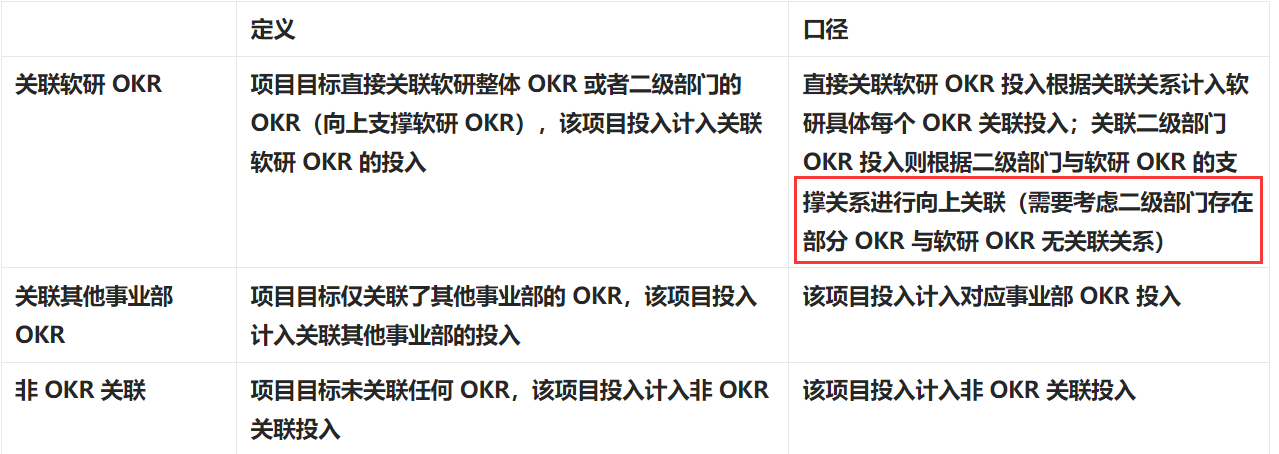 定义
口径
关联软研 OKR
项目目标直接关联软研整体 OKR 或者二级部门的
OKR（向上支撑软研 OKR），该项目投入计入关联
软研 OKR 的投入
直接关联软研 OKR 投入根据关联关系计入软
研具体每个 OKR 关联投入；关联二级部门
OKR 投入则根据二级部门与软研 OKR 的支
撑关系进行向上关联（需要考虑二级部门存在
部分 OKR 与软研 OKR 无关联关系）
关联其他事业部
OKR
项目目标仅关联了其他事业部的 OKR，该项目投入
计入关联其他事业部的投入
该项目投入计入对应事业部 OKR 投入
非 OKR 关联
项目目标未关联任何 OKR，该项目投入计入非 OKR
关联投入
该项目投入计入非 OKR 关联投入